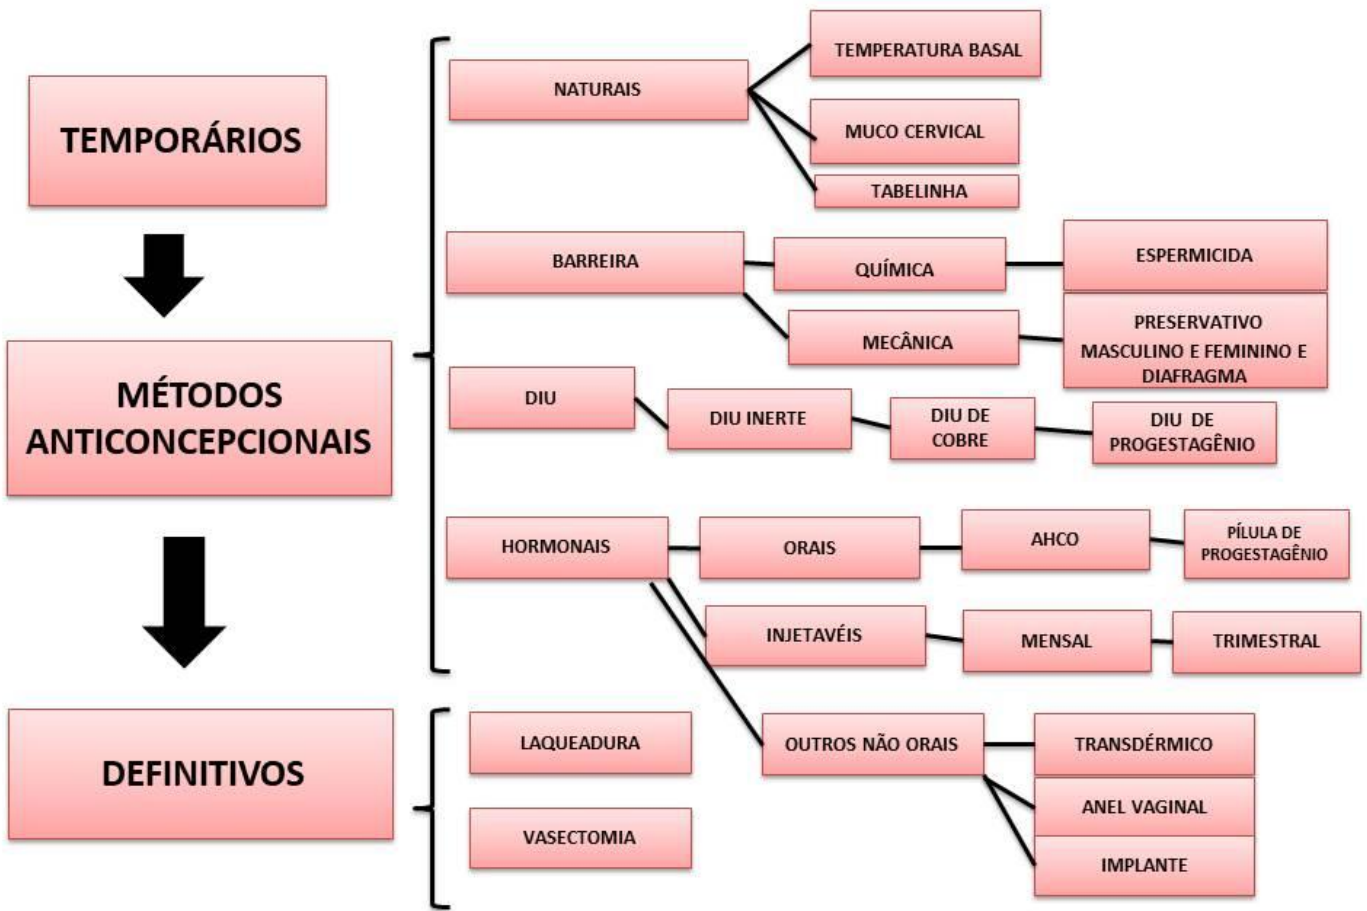 TEMPORÁRIOS
MÉTODOS
ANTICONCEPCIONAIS
DEFINITIVOS
NATURAIS
TEMPERATURA BASAL
MUCO CERVICAL
TABELINHA
BARREIRA
QUÍMICA
ESPERMICIDA
MECÂNICA
PRESERVATIVO
MASCULINO E FEMININO E
DIAFRAGMA
DIU
DIU INERTE
DIU DE
COBRE
DIU DE
PROGESTAGÊNIO
HORMONAIS
ORAIS
AHCO
PÍLULA DE
PROGESTAGÊNIO
INJETAVÉIS
MENSAL
TRIMESTRAL
OUTROS NÃO ORAIS
TRANSDÉRMICO
ANEL VAGINAL
IMPLANTE
LAQUEADURA
VASECTOMIA